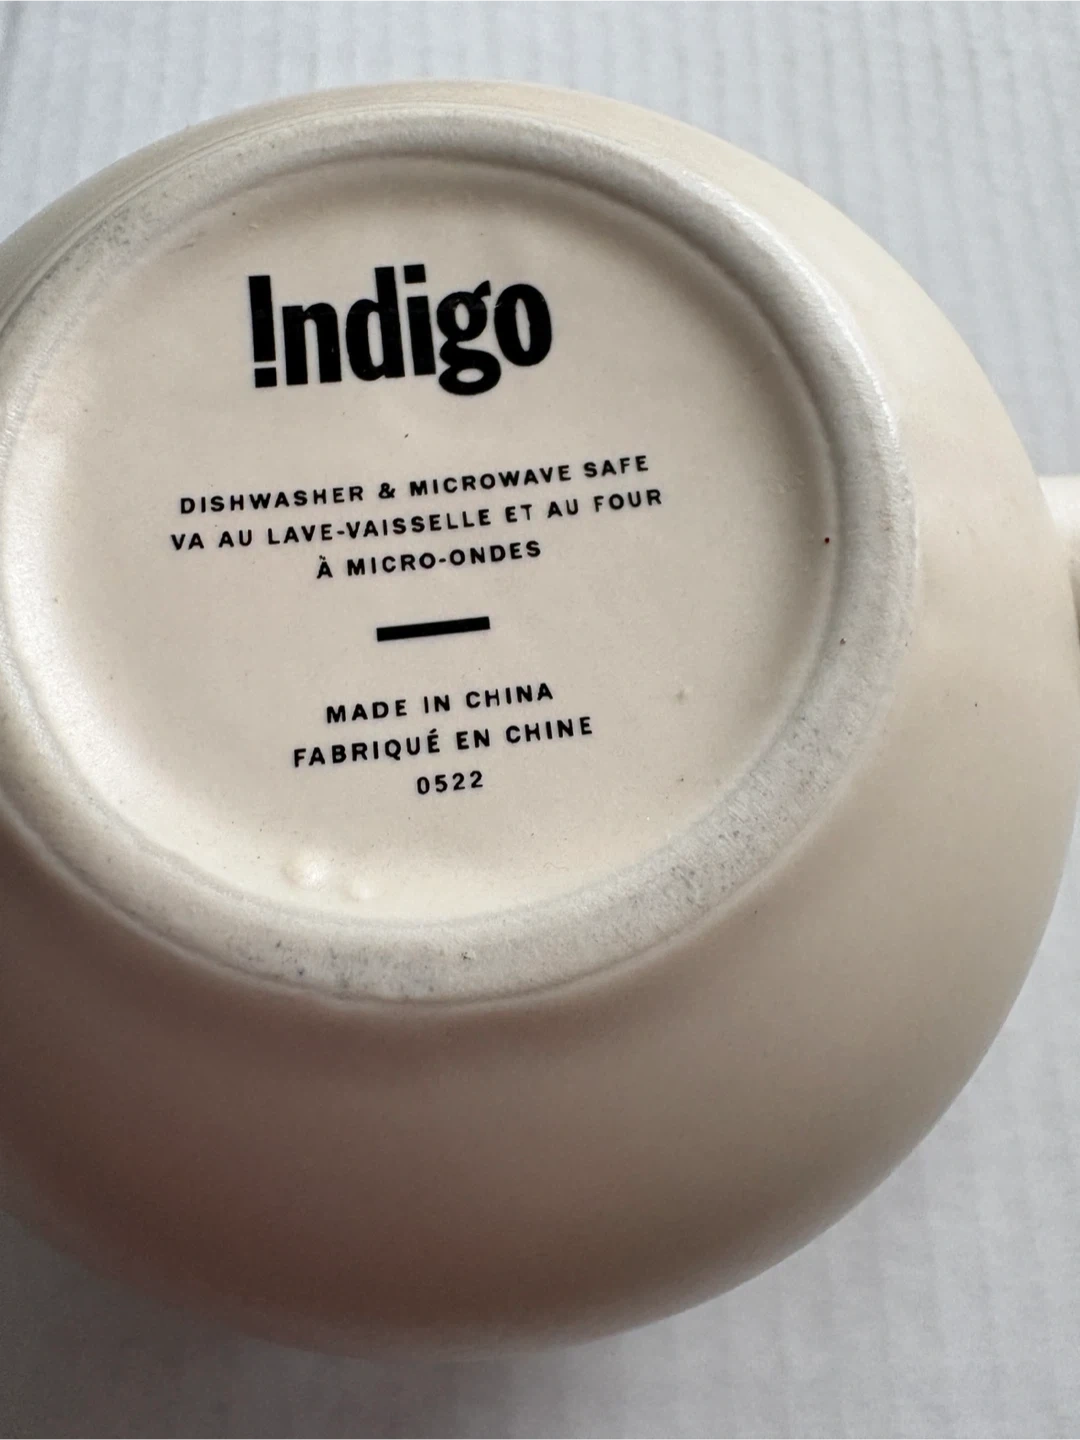 !ndigo
DISHWASHER & MICROWAVE SAFE
VA AU LAVE-VAISSELLE ET AU FOUR
À MICRO-ONDES
MADE IN CHINA
FABRIQUÉ EN CHINE
0522